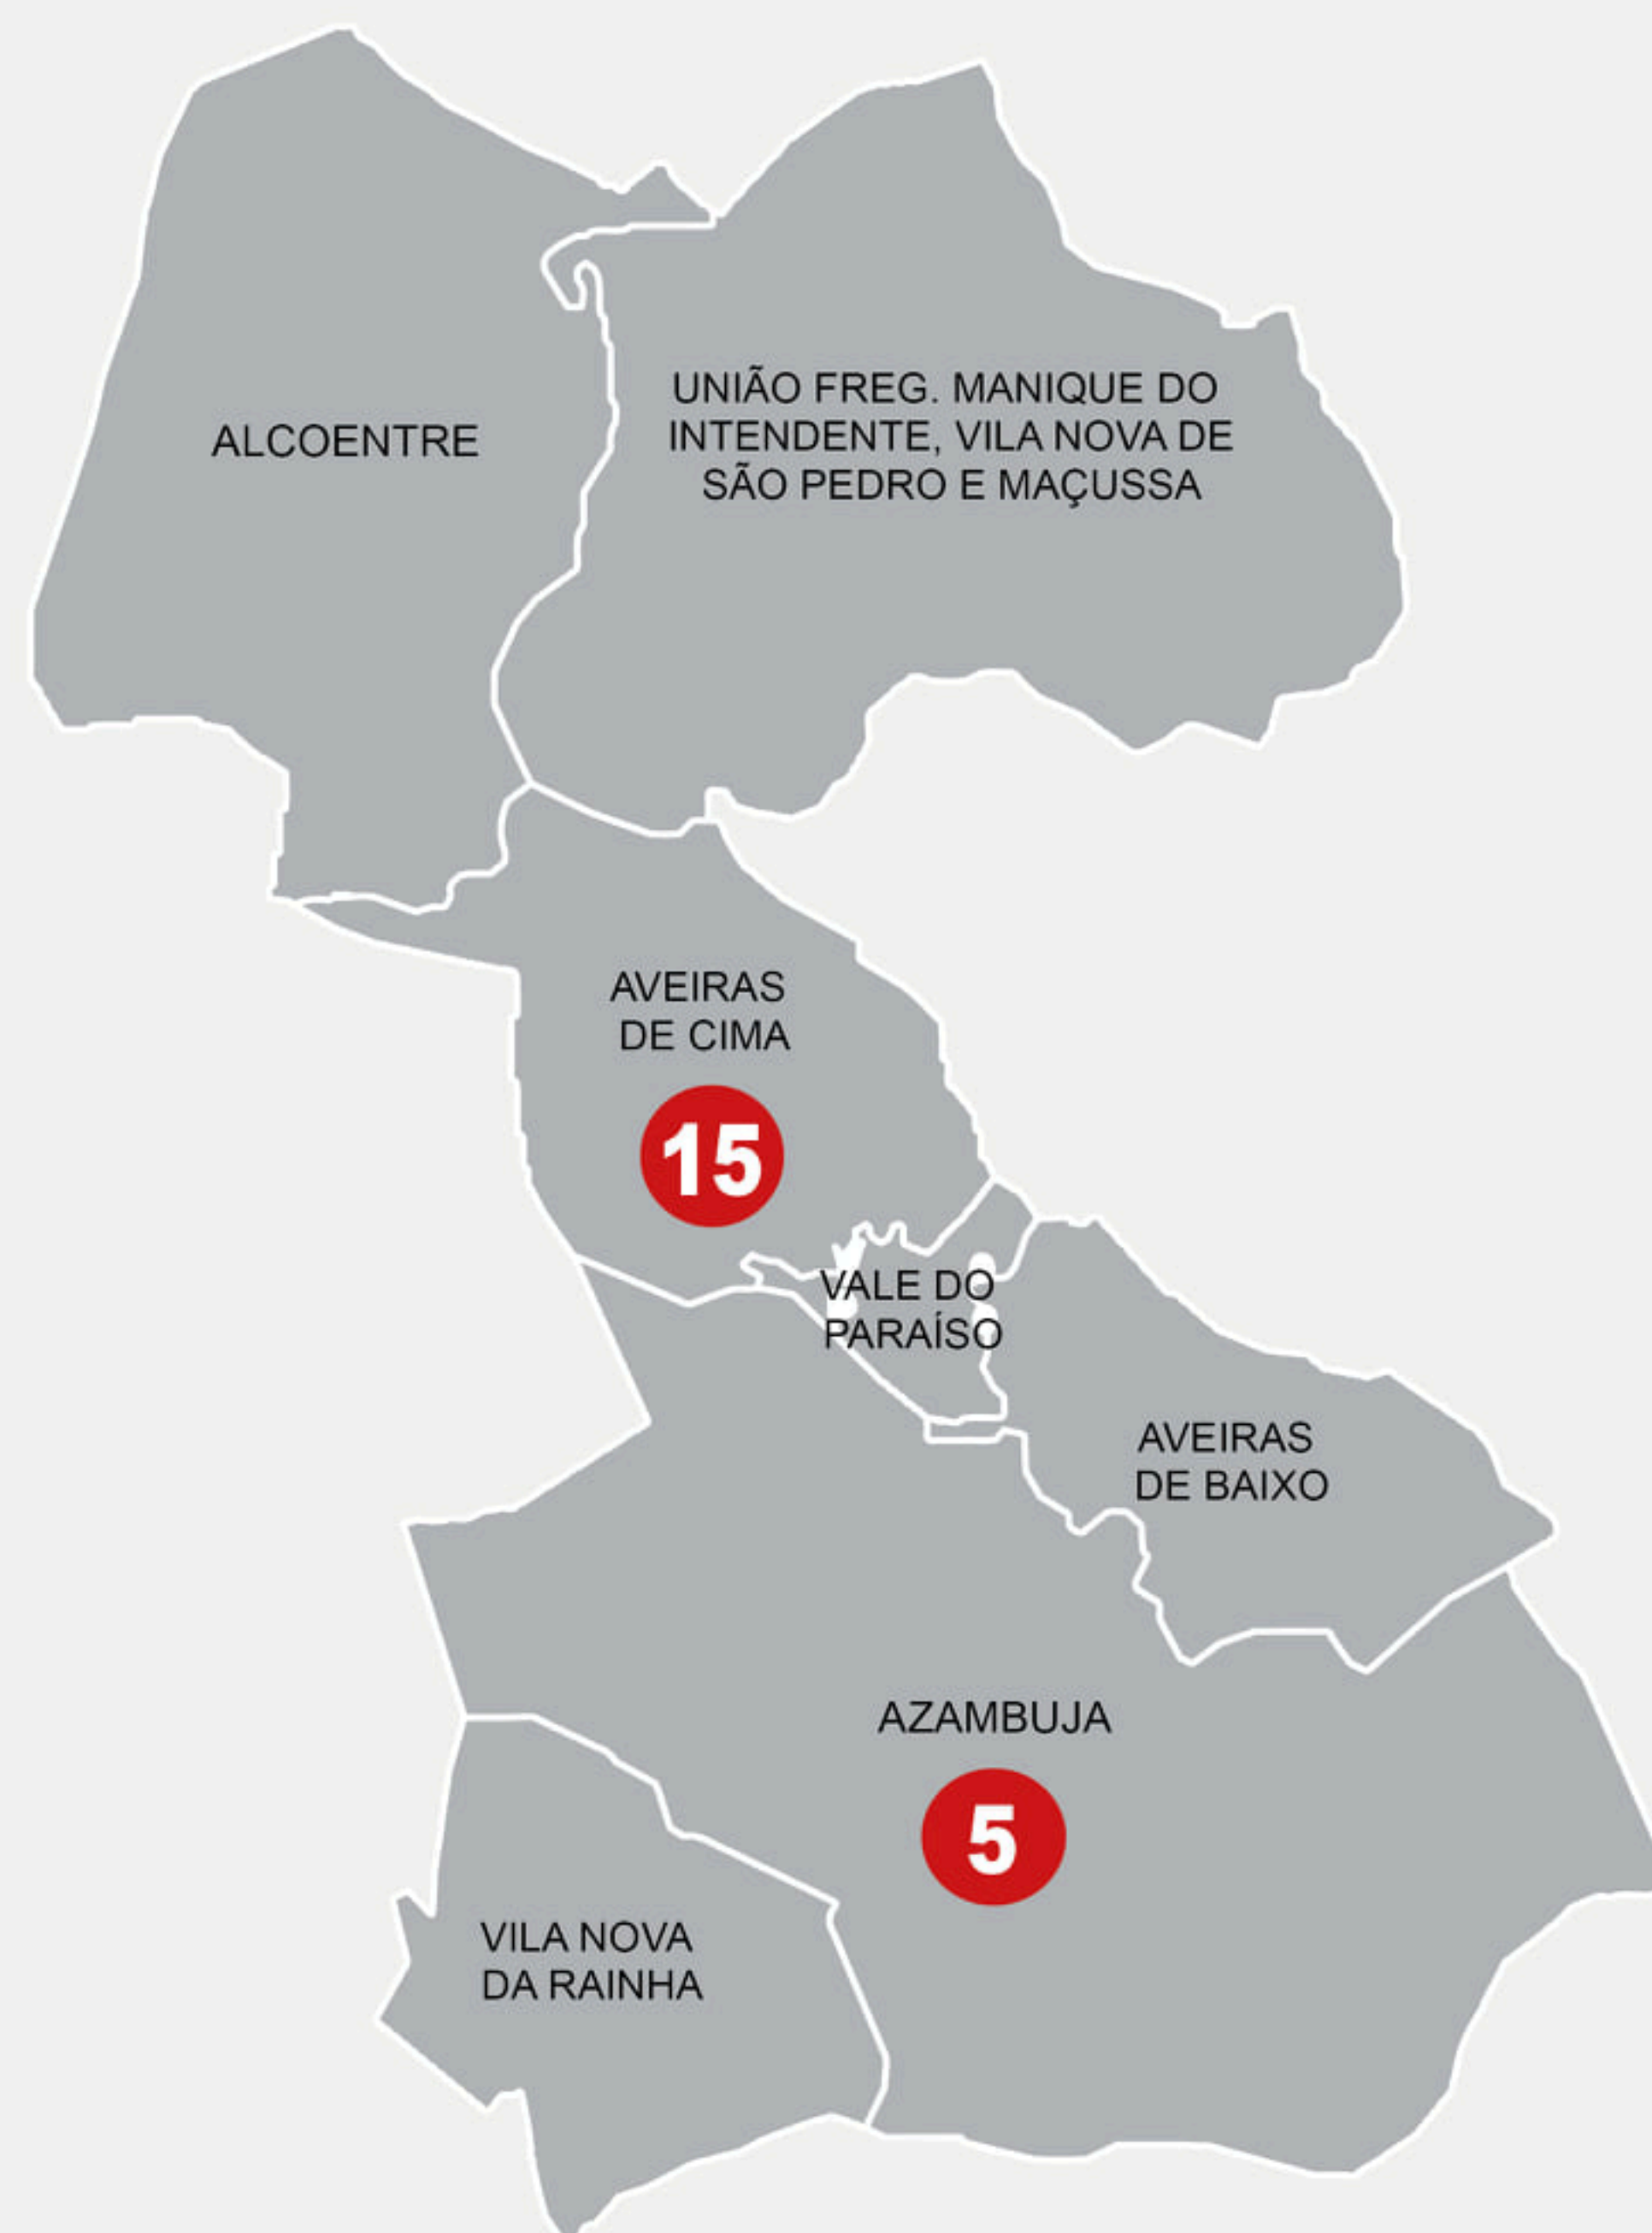 ALCOENTRE
UNIÃO FREG. MANIQUE DO
INTENDENTE, VILA NOVA DE
SÃO PEDRO E MAÇUSSA
AVEIRAS
DE CIMA
15
VALE DO
PARAÍSO
AVEIRAS
DE BAIXO
AZAMBUJA
5
VILA NOVA
DA RAINHA